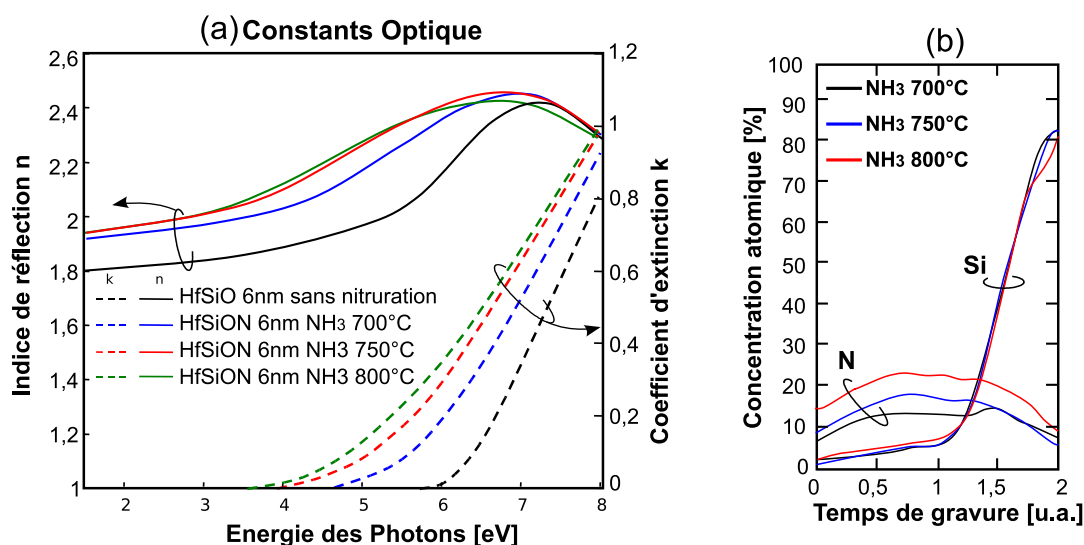 (a) Constants Optique
Indice de réflection n
2,6
2,4
2,2
2
1,8
1,6
1,4
1,2
1
1,2
1
0,8
0,6
0,4
0,2
0
Coefficient d'extinction k
k n
HfSiO 6nm sans nitruration
HfSiON 6nm NH3 700°C
HfSiON 6nm NH3 750°C
HfSiON 6nm NH3 800°C
2 3 4 5 6 7 8
Energie des Photons [eV]
(b)
Concentration atomique [%]
100
90
80
70
60
50
40
30
20
10
0
NH3 700°C
NH3 750°C
NH3 800°C
Si
N
0 0,5 1 1,5 2
Temps de gravure [u.a.]